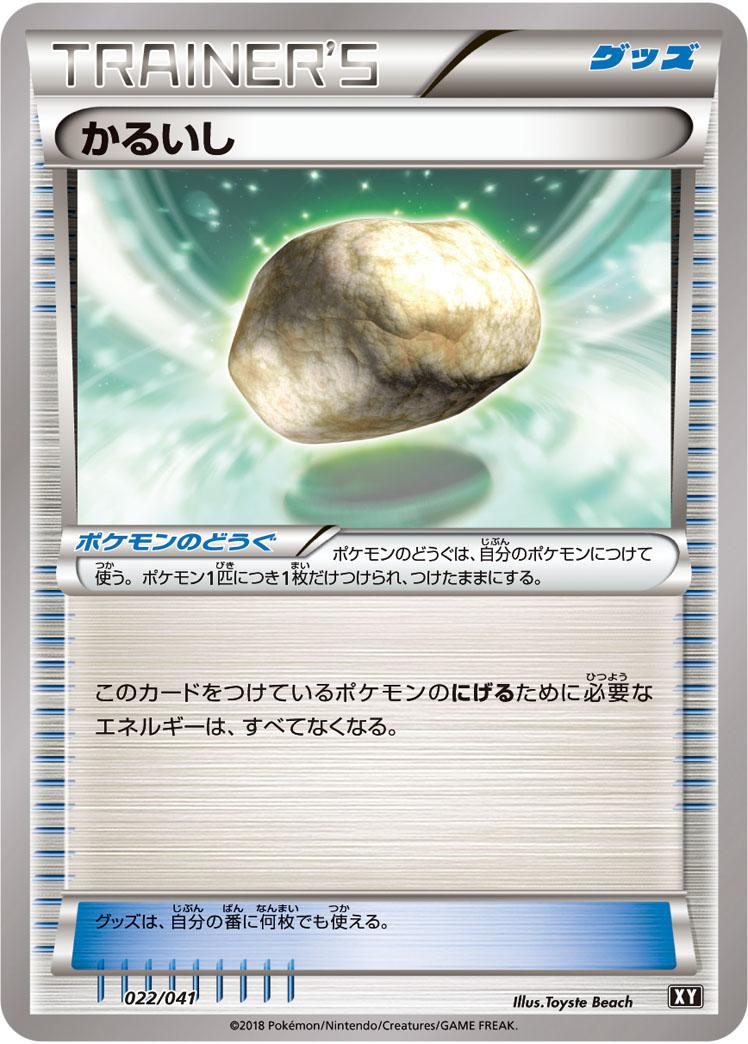 TRAINER'S
グッズ
かるいし
ポケモンのどうぐ
ポケモンのどうぐは、自分のポケモンにつけて
使う。ポケモン1匹につき1枚だけつけられ、つけたままにする。
このカードをつけているポケモンのにげるために必要な
エネルギーは、すべてなくなる。
グッズは、自分の番に何枚でも使える。
022/041
Illus.Toyste Beach
XY
©2018 Pokémon/Nintendo/Creatures/GAME FREAK.